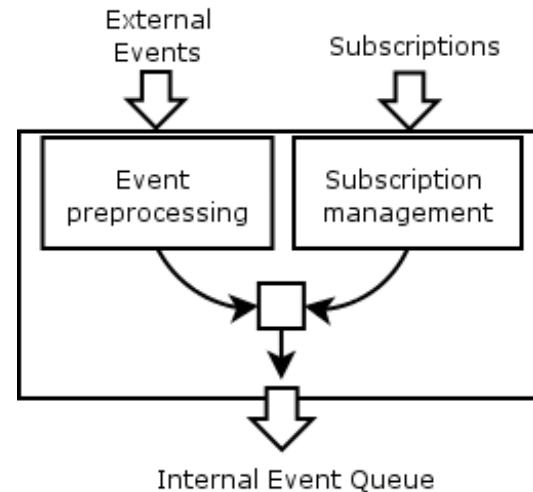 External
Events
Subscriptions
Event
preprocessing
Subscription
management
Internal Event Queue